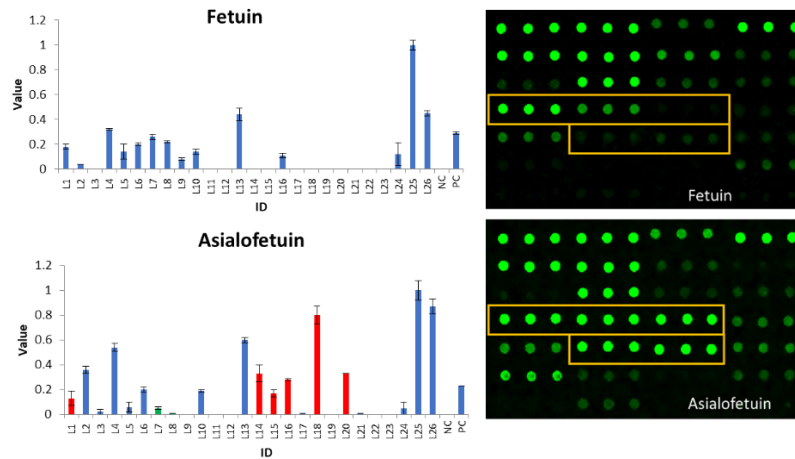 Fetuin
1.2
1
0.8
0.6
0.4
0.2
0
Value
L1 L2 L3 L4 L5 L6 L7 L8 L9 L10 L11 L12 L13 L14 L15 L16 L17 L18 L19 L20 L21 L22 L23 L24 L25 L26 NC PC
ID
Fetuin
Asialofetuin
1.2
1
0.8
0.6
0.4
0.2
0
Value
L1 L2 L3 L4 L5 L6 L7 L8 L9 L10 L11 L12 L13 L14 L15 L16 L17 L18 L19 L20 L21 L22 L23 L24 L25 L26 NC PC
ID
Asialofetuin